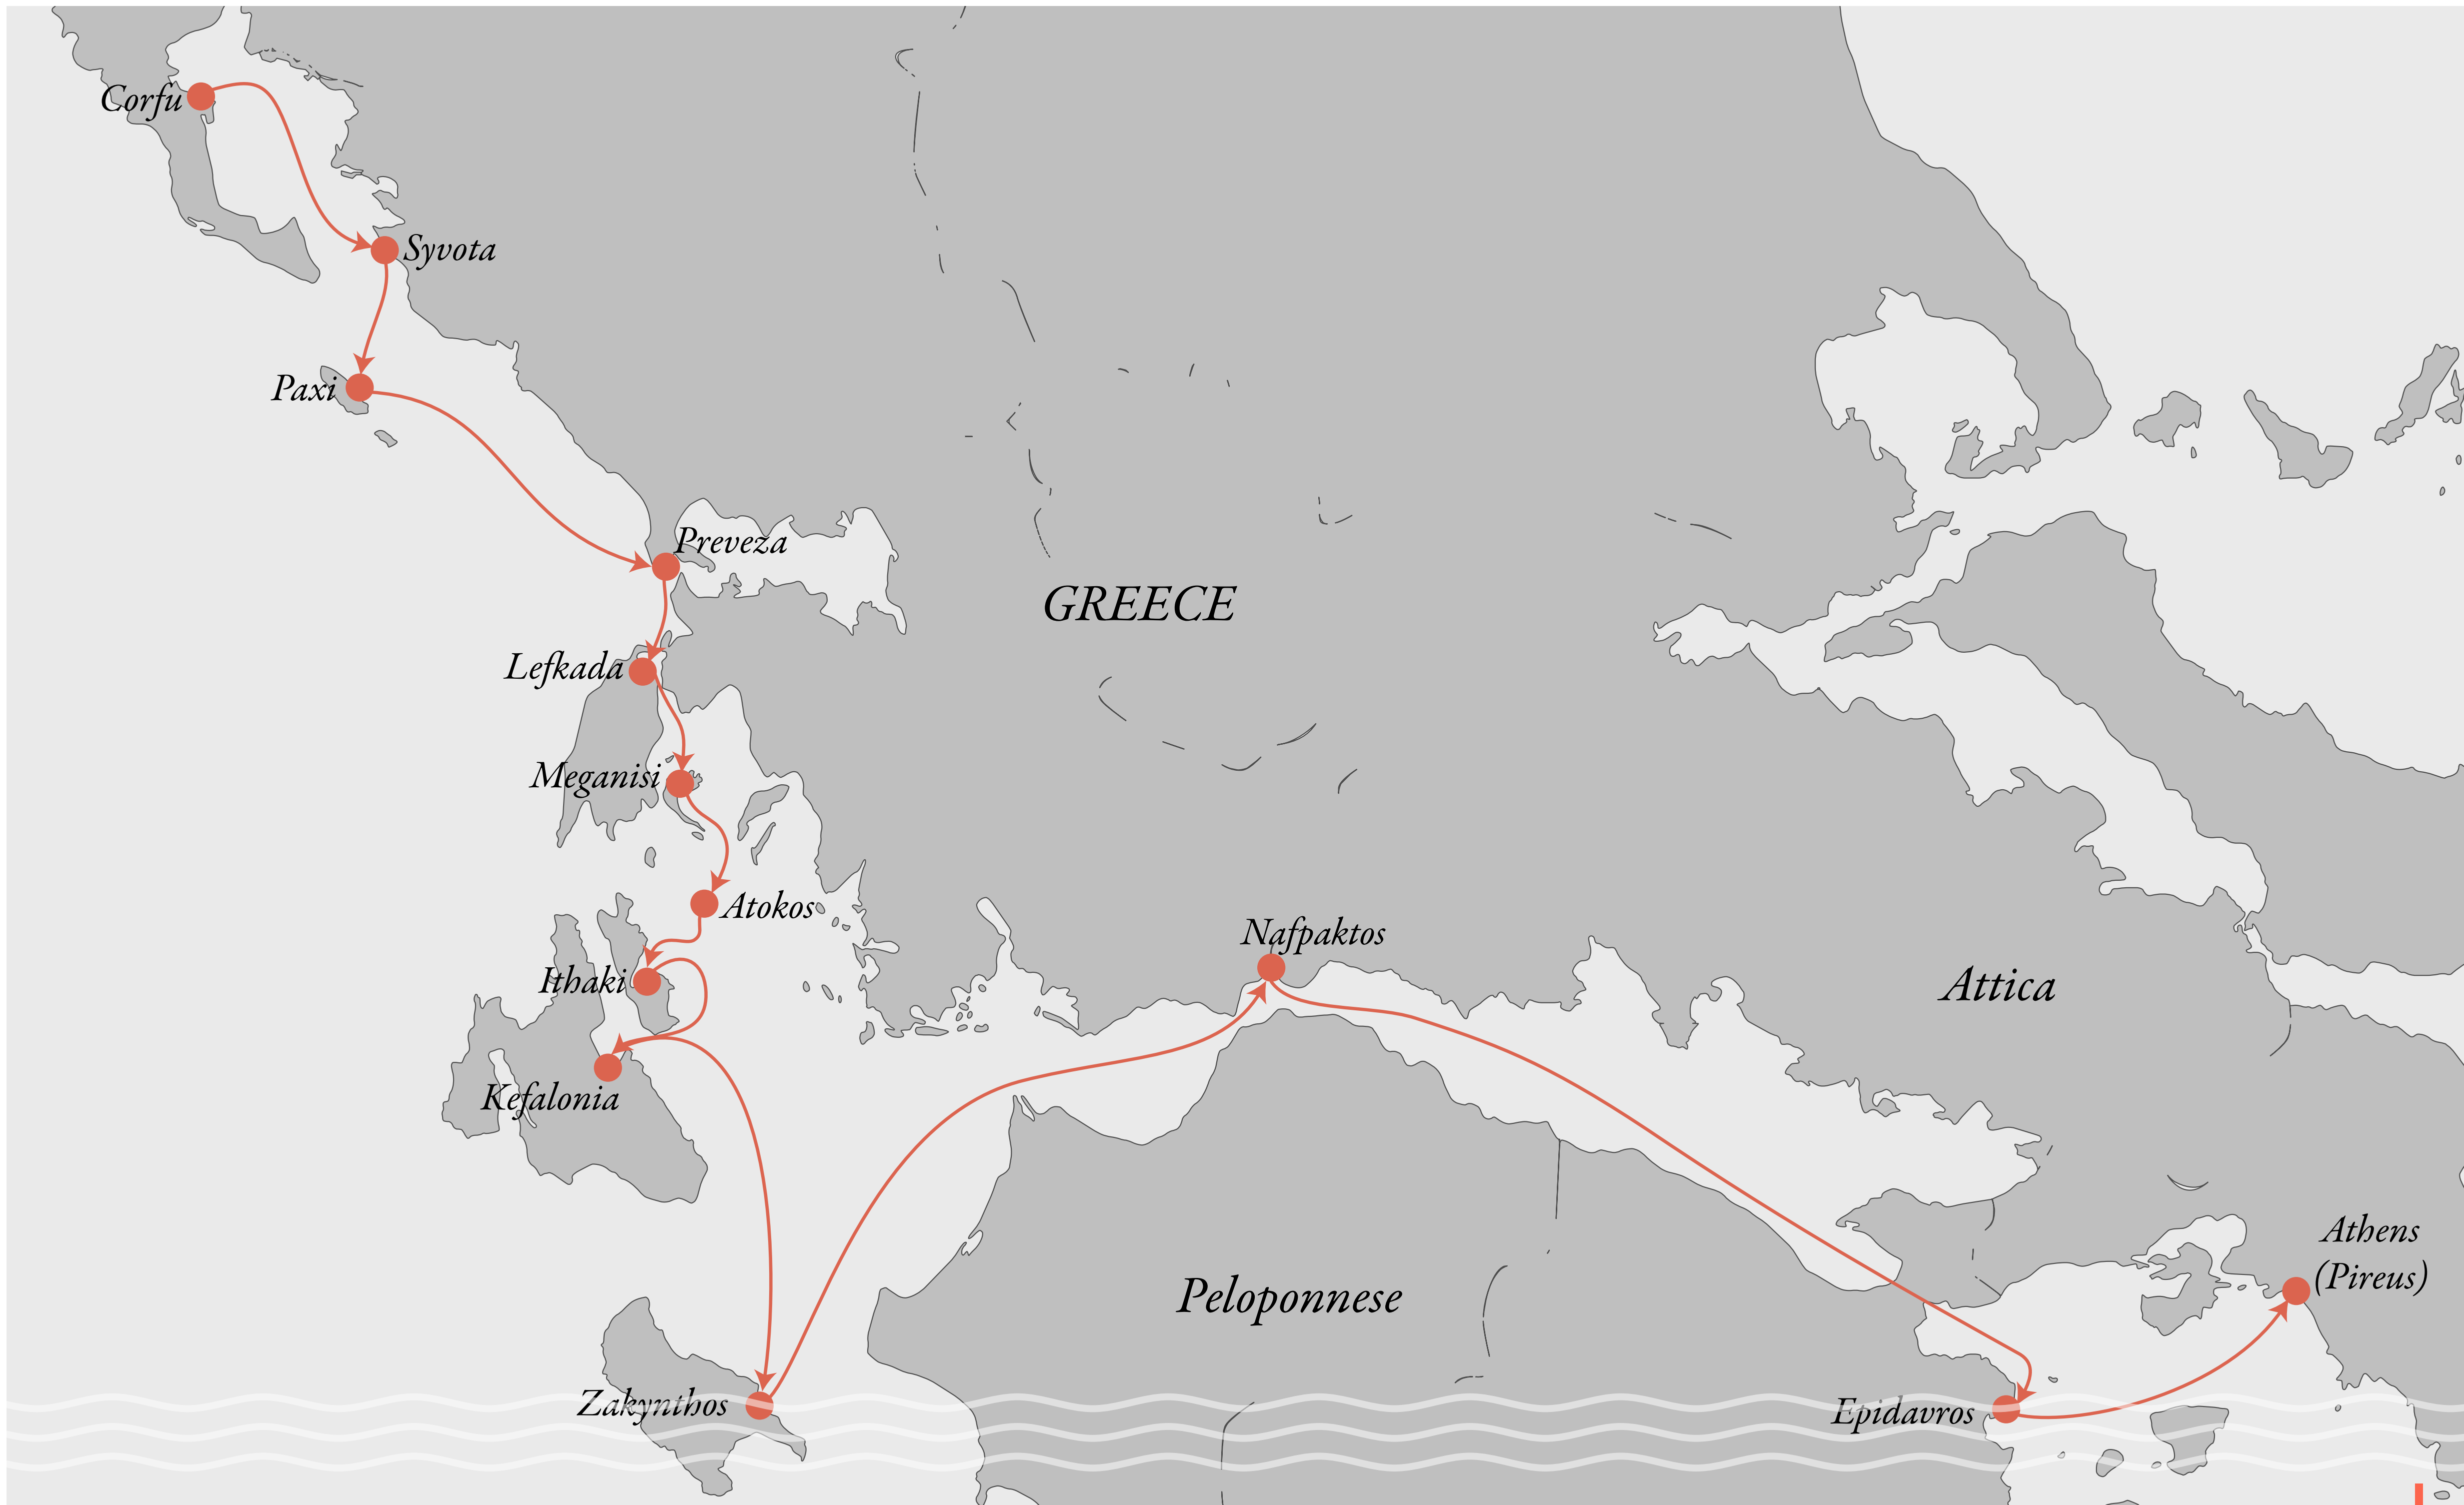 Corfu
Syvota
Paxi
Preveza
GREECE
Lefkada
Meganisi
Atokos
Nafpaktos
Ithaki
Attica
Kefalonia
Athens
(Pireus)
Peloponnese
Zakynthos
Epidavros